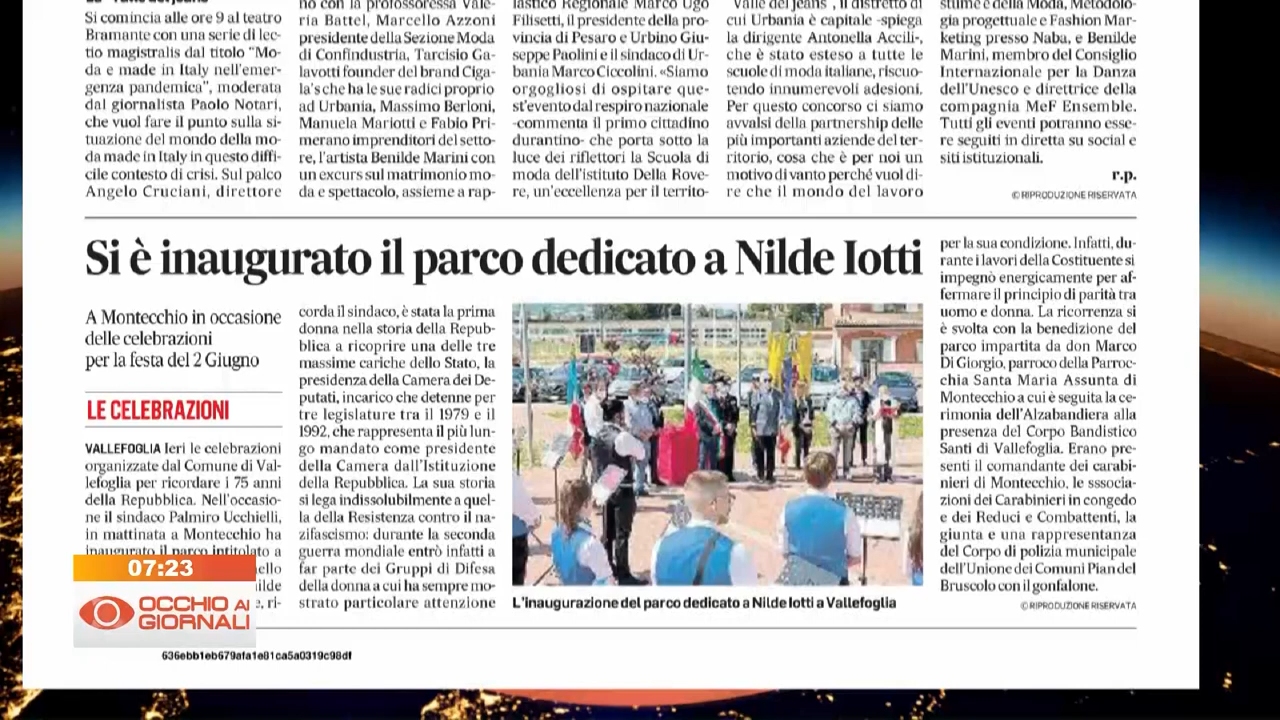 Si comincia alle ore 9 al teatro
Bramante con una serie di lec-
tio magistralis dal titolo "Mo-
da e made in Italy nell'emer-
genza pandemica", moderata
dal giornalista Paolo Notari,
che vuol fare il punto sulla si-
tuazione del mondo della mo-
da made in Italy in questo diffi-
cile contesto di crisi. Sul palco
Angelo Cruciani, direttore
no con la professoressa Vale-
ria Battel, Marcello Azzoni
presidente della Sezione Moda
di Confindustria, Tarcisio Ga-
lavotti founder del brand Ciga-
la's che ha le sue radici proprio
ad Urbania, Massimo Berloni,
Manuela Mariotti e Fabio Pri-
merano imprenditori del setto-
re, l'artista Benilde Marini con
un excurs sul matrimonio mo-
da e spettacolo, assieme a rap-
lastico Regionale Marco Ugo
Filisetti, il presidente della pro-
vincia di Pesaro e Urbino Giu-
seppe Paolini e il sindaco di Ur-
bania Marco Ciccolini. «Siamo
orgogliosi di ospitare que-
st'evento dal respiro nazionale
-commenta il primo cittadino
durantino- che porta sotto la
luce dei riflettori la Scuola di
moda dell'istituto Della Rove-
re, un'eccellenza per il territo-
"Valle del jeans", il distretto di
cui Urbania è capitale -spiega
la dirigente Antonella Accili-,
che è stato esteso a tutte le
scuole di moda italiane, riscuo-
tendo innumerevoli adesioni.
Per questo concorso ci siamo
avvalsi della partnership delle
più importanti aziende del ter-
ritorio, cosa che è per noi un
motivo di vanto perché vuol di-
re che il mondo del lavoro
stume e della Moda, Metodolo-
gia progettuale e Fashion Mar-
keting presso Naba, e Benilde
Marini, membro del Consiglio
Internazionale per la Danza
dell'Unesco e direttrice della
compagnia MeF Ensemble.
Tutti gli eventi potranno esse-
re seguiti in diretta su social e
siti istituzionali.
r.p.
© RIPRODUZIONE RISERVATA
Si è inaugurato il parco dedicato a Nilde Iotti
A Montecchio in occasione
delle celebrazioni
per la festa del 2 Giugno
LE CELEBRAZIONI
VALLEFOGLIA Ieri le celebrazioni
organizzate dal Comune di Val-
lefoglia per ricordare i 75 anni
della Repubblica. Nell'occasio-
ne il sindaco Palmiro Ucchielli,
in mattinata a Montecchio ha
inaugurato il parco intitolato a
corda il sindaco, è stata la prima
donna nella storia della Repub-
blica a ricoprire una delle tre
massime cariche dello Stato, la
presidenza della Camera dei De-
putati, incarico che detenne per
tre legislature tra il 1979 e il
1992, che rappresenta il più lun-
go mandato come presidente
della Camera dall'Istituzione
della Repubblica. La sua storia
si lega indissolubilmente a quel-
la della Resistenza contro il na-
zifascismo: durante la seconda
guerra mondiale entrò infatti a
far parte dei Gruppi di Difesa
della donna a cui ha sempre mo-
strato particolare attenzione
L'inaugurazione del parco dedicato a Nilde Iotti a Vallefoglia
per la sua condizione. Infatti, du-
rante i lavori della Costituente si
impegnò energicamente per af-
fermare il principio di parità tra
uomo e donna. La ricorrenza si
è svolta con la benedizione del
parco impartita da don Marco
Di Giorgio, parroco della Parroc-
chia Santa Maria Assunta di
Montecchio a cui è seguita la ce-
rimonia dell'Alzabandiera alla
presenza del Corpo Bandistico
Santi di Vallefoglia. Erano pre-
senti il comandante dei carabi-
nieri di Montecchio, le sssocia-
zioni dei Carabinieri in congedo
e dei Reduci e Combattenti, la
giunta e una rappresentanza
del Corpo di polizia municipale
dell'Unione dei Comuni Pian del
Bruscolo con il gonfalone.
© RIPRODUZIONE RISERVATA
07:23
OCCHIO AI
GIORNALI
636ebb1eb679afa1e81ca5a0319c98df